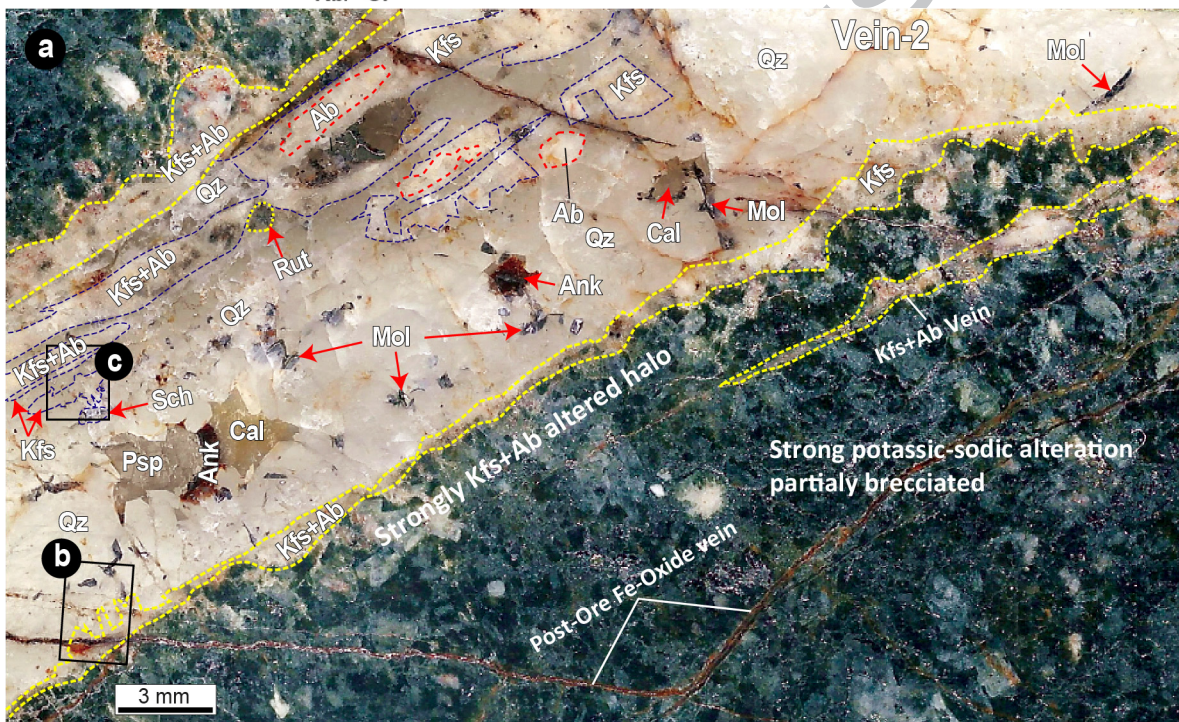 a
Vein-2
Kfs
Qz
Mol
Kfs
Ab
Kfs+Ab
Qz
Kfs
Ab
Cal
Mol
Qz
Rut
Kfs+Ab
Ank
Qz
Mol
Kfs+Ab Vein
Kfs+Ab
c
Sch
Kfs
Cal
Psp
Ank
Strongly Kfs+Ab altered halo
Strong potassic-sodic alteration
partialy brecciated
Qz
Kfs+Ab
b
Post-Ore Fe-Oxide vein
3 mm